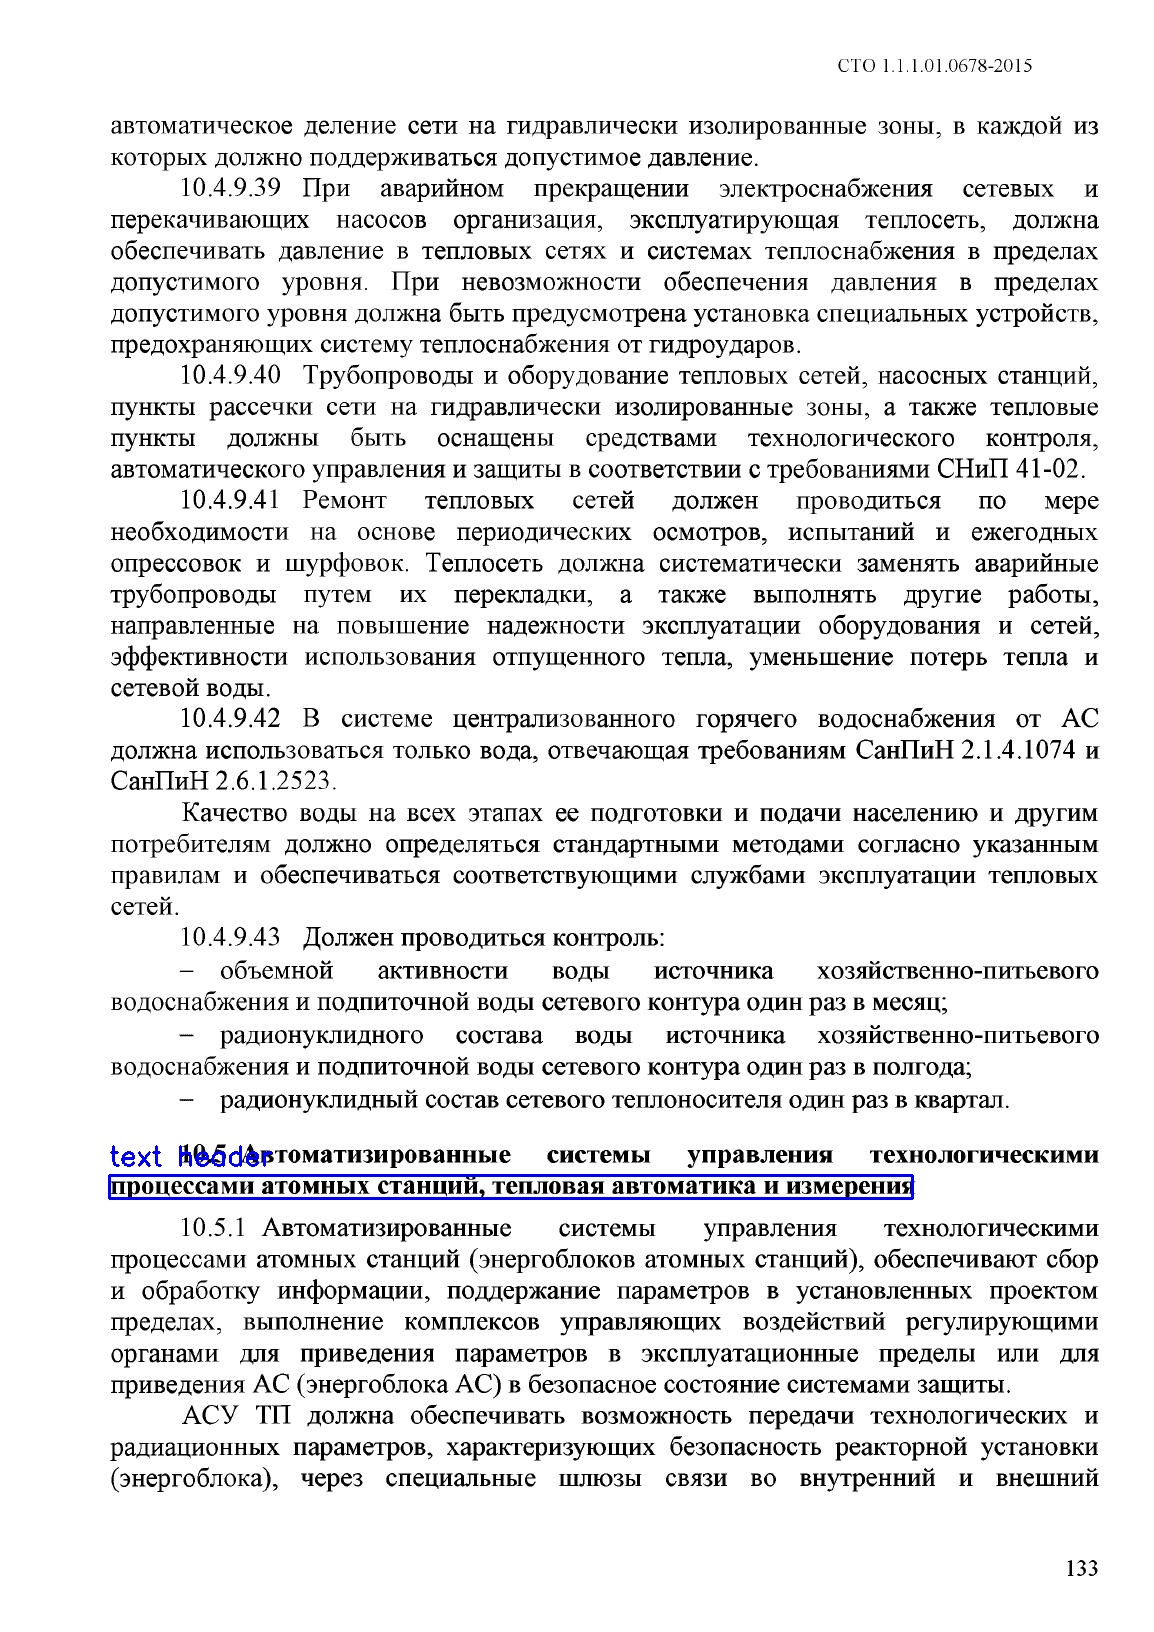 СТО 1.1.1.01.0678-2015
автоматическое деление сети на гидравлически изолированные зоны, в каждой из
которых должно поддерживаться допустимое давление.
10.4.9.39 При аварийном прекращении электроснабжения сетевых и
перекачивающих насосов организация, эксплуатирующая теплосеть, должна
обеспечивать давление в тепловых сетях и системах теплоснабжения в пределах
допустимого уровня. При невозможности обеспечения давления в пределах
допустимого уровня должна быть предусмотрена установка специальных устройств,
предохраняющих систему теплоснабжения от гидроударов.
10.4.9.40 Трубопроводы и оборудование тепловых сетей, насосных станций,
пункты рассечки сети на гидравлически изолированные зоны, а также тепловые
пункты должны быть оснащены средствами технологического контроля,
автоматического управления и защиты в соответствии с требованиями СНиП 41-02.
10.4.9.41 Ремонт тепловых сетей должен проводиться по мере
необходимости на основе периодических осмотров, испытаний и ежегодных
опрессовок и шурфовок. Теплосеть должна систематически заменять аварийные
трубопроводы путем их перекладки, а также выполнять другие работы,
направленные на повышение надежности эксплуатации оборудования и сетей,
эффективности использования отпущенного тепла, уменьшение потерь тепла и
сетевой воды.
10.4.9.42 В системе централизованного горячего водоснабжения от АС
должна использоваться только вода, отвечающая требованиям СанПиН 2.1.4.1074 и
СанПиН 2.6.1.2523.
Качество воды на всех этапах ее подготовки и подачи населению и другим
потребителям должно определяться стандартными методами согласно указанным
правилам и обеспечиваться соответствующими службами эксплуатации тепловых
сетей.
10.4.9.43 Должен проводиться контроль:
– объемной активности воды источника хозяйственно-питьевого
водоснабжения и подпиточной воды сетевого контура один раз в месяц;
– радионуклидного состава воды источника хозяйственно-питьевого
водоснабжения и подпиточной воды сетевого контура один раз в полгода;
– радионуклидный состав сетевого теплоносителя один раз в квартал.
text header
10.5 Автоматизированные системы управления технологическими
процессами атомных станций, тепловая автоматика и измерения
10.5.1 Автоматизированные системы управления технологическими
процессами атомных станций (энергоблоков атомных станций), обеспечивают сбор
и обработку информации, поддержание параметров в установленных проектом
пределах, выполнение комплексов управляющих воздействий регулирующими
органами для приведения параметров в эксплуатационные пределы или для
приведения АС (энергоблока АС) в безопасное состояние системами защиты.
АСУ ТП должна обеспечивать возможность передачи технологических и
радиационных параметров, характеризующих безопасность реакторной установки
(энергоблока), через специальные шлюзы связи во внутренний и внешний
133